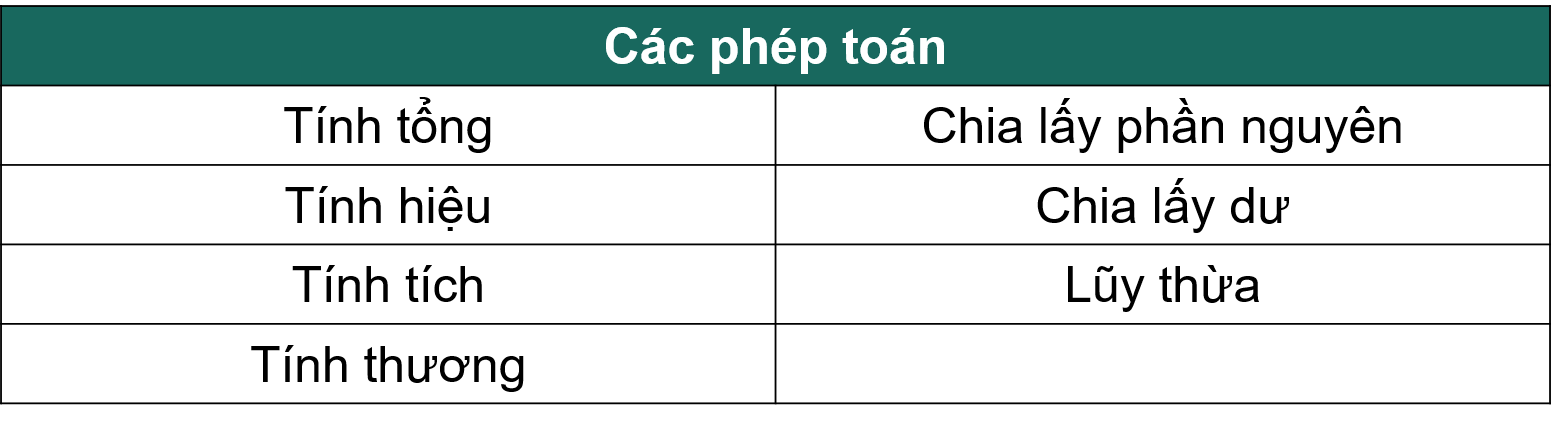 Các phép toán
Tính tổng
Chia lấy phần nguyên
Tính hiệu
Chia lấy dư
Tính tích
Lũy thừa
Tính thương